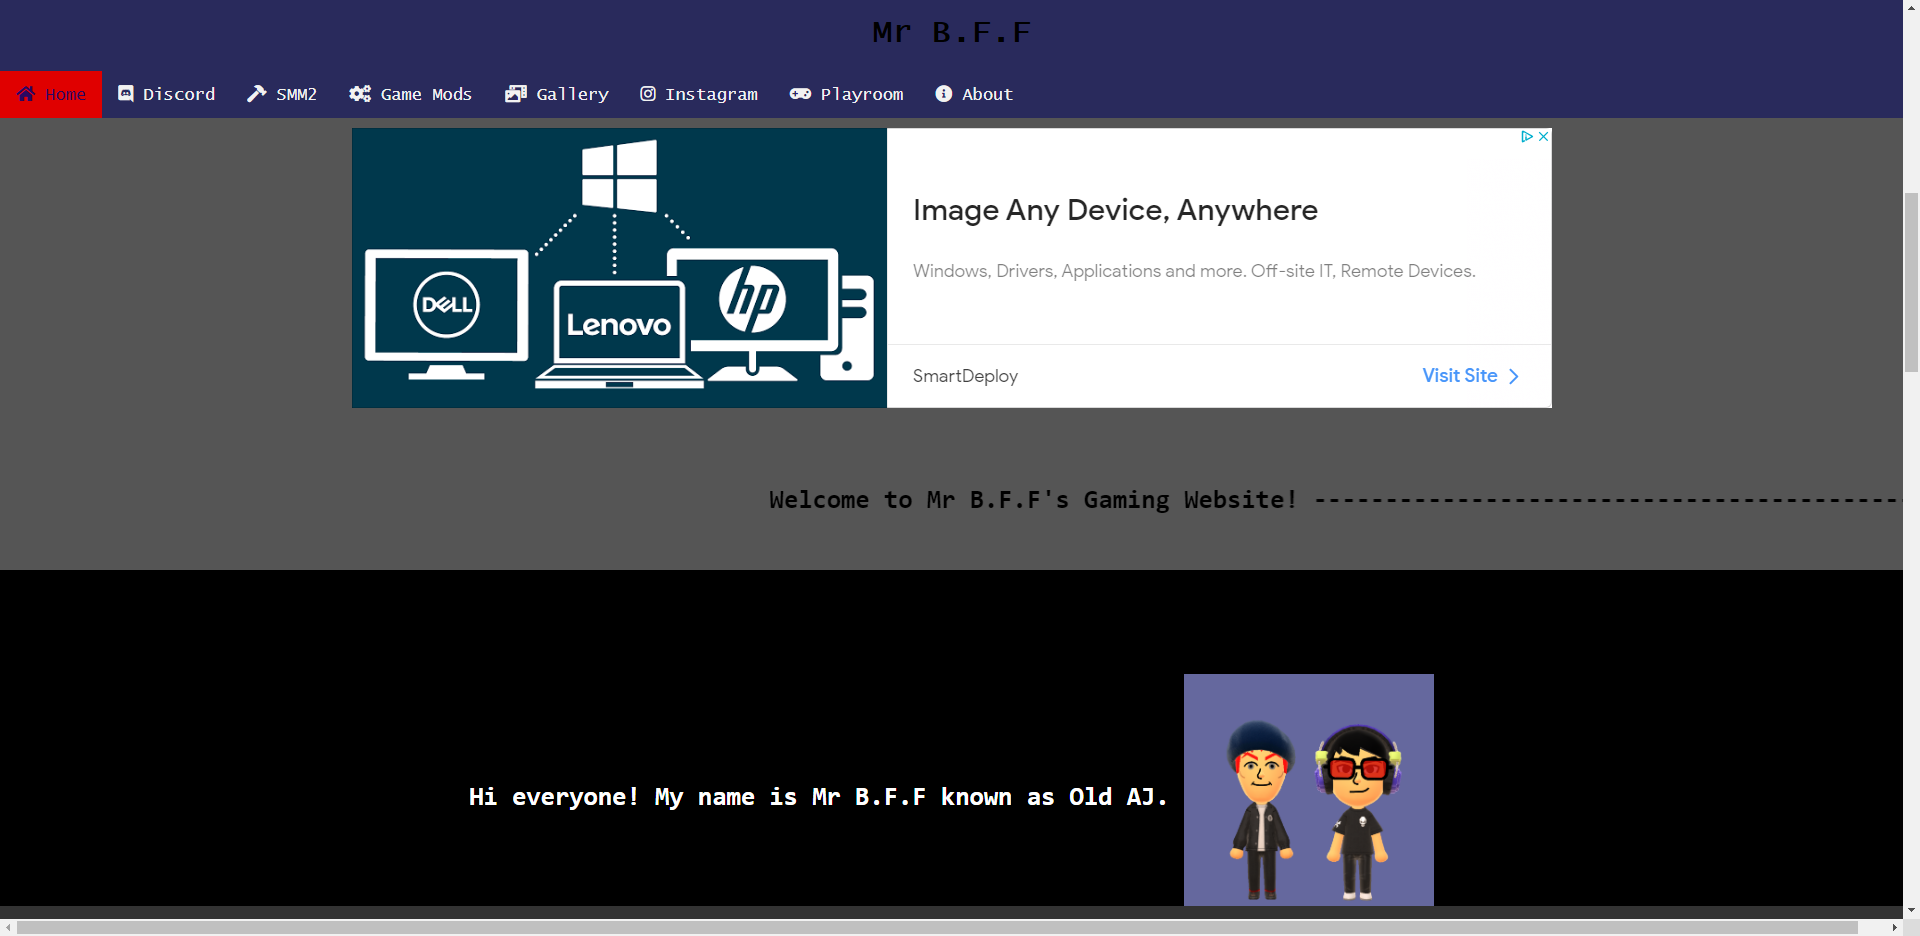 Mr B.F.F
Home Discord SMM2 Game Mods Gallery Instagram Playroom About
Image Any Device, Anywhere
Windows, Drivers, Applications and more. Off-site IT, Remote Devices.
DELL
Lenovo
hp
SmartDeploy
Visit Site
Welcome to Mr B.F.F's Gaming Website! -----------------------------------------
Hi everyone! My name is Mr B.F.F known as Old AJ.